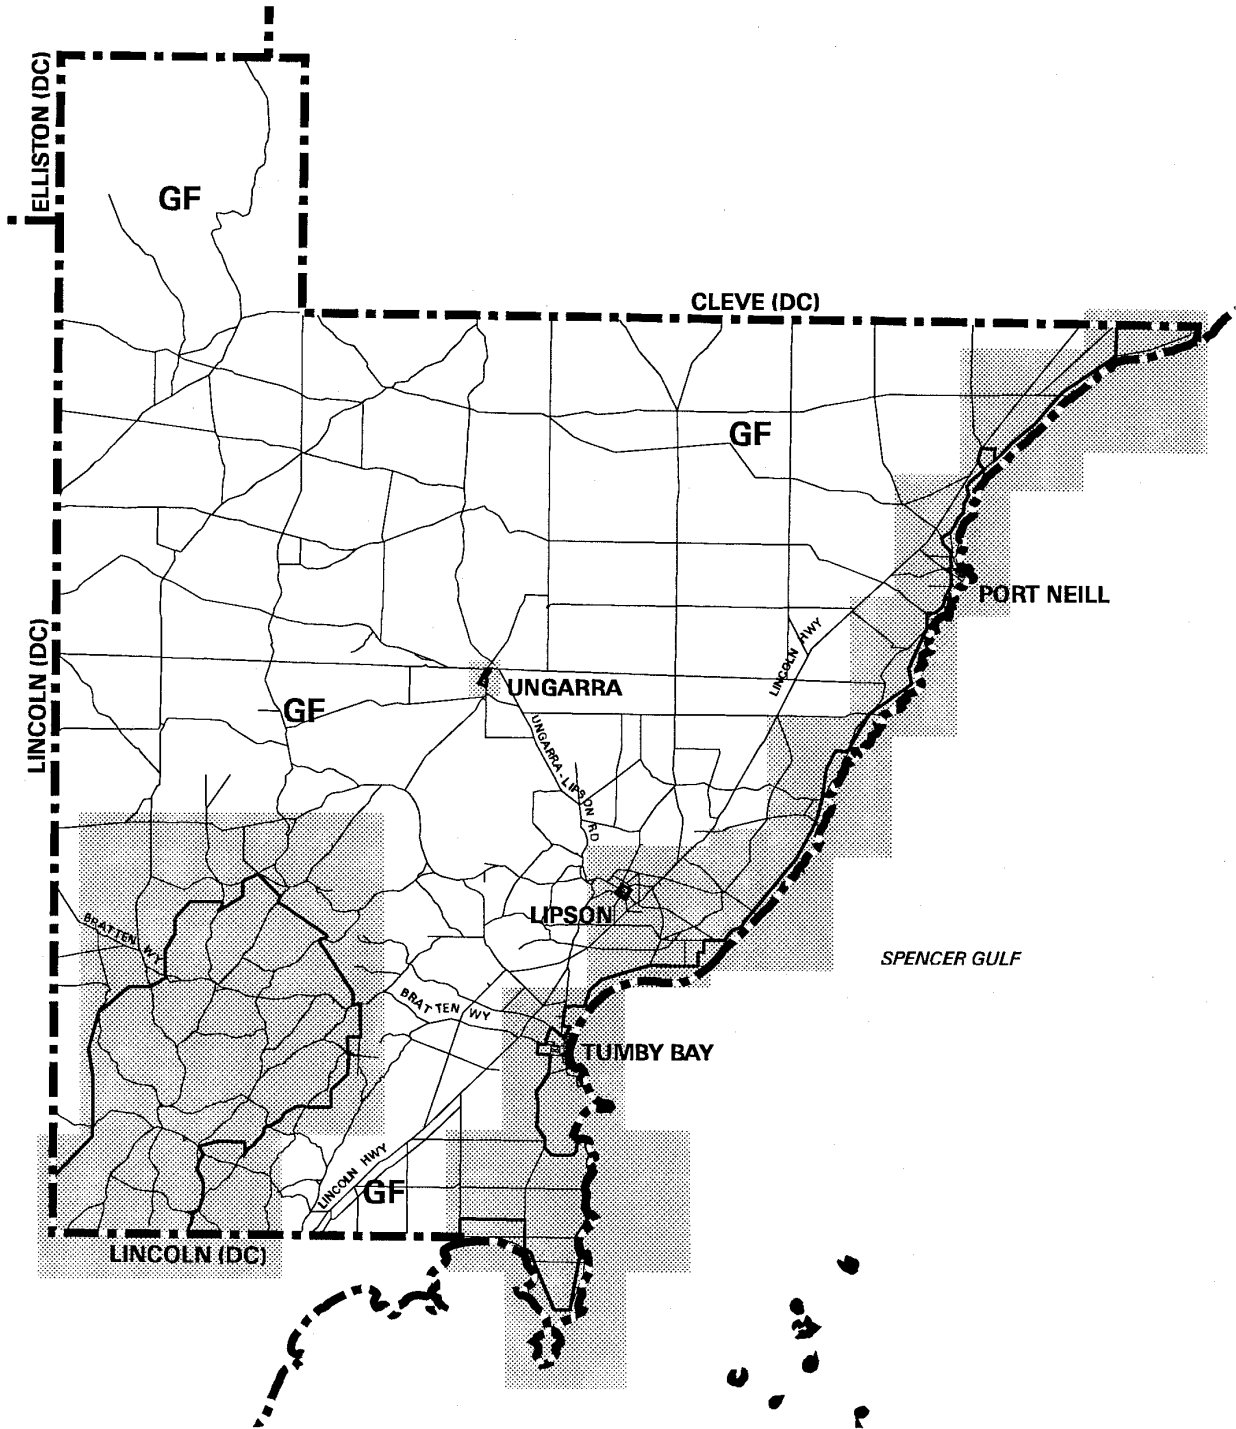 ELLISTON (DC)
GF
CLEVE (DC)
GF
PORT NEILL
LINCOLN HWY
LINCOLN (DC)
UNGARRA
GF
UNGARRA - LIPSON RD
LIPSON
BRATTEN WY
SPENCER GULF
BRATTEN WY
TUMBY BAY
LINCOLN HWY
GF
LINCOLN (DC)